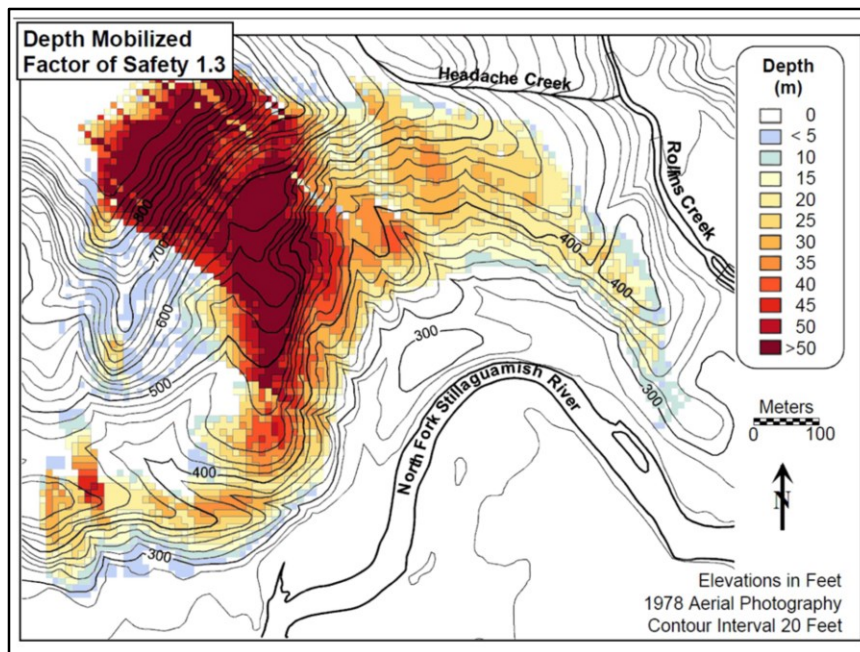 Depth Mobilized
Factor of Safety 1.3
Headache Creek
Rollins Creek
Depth
(m)
0
< 5
10
15
20
25
30
35
40
45
50
>50
800
700
600
500
400
300
400
400
300
300
North Fork Stillaguamish River
Meters
0 100
N
Elevations in Feet
1978 Aerial Photography
Contour Interval 20 Feet